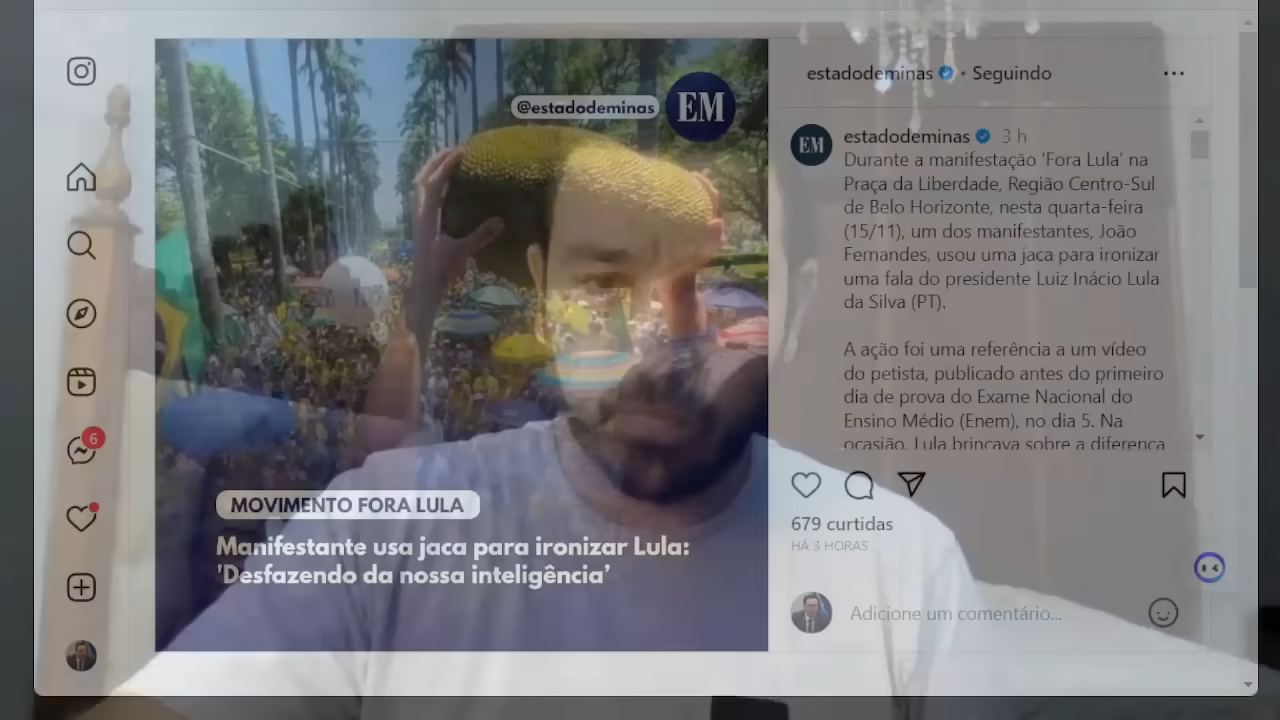 @estadodeminas
EM
MOVIMENTO FORA LULA
Manifestante usa jaca para ironizar Lula:
'Desfazendo da nossa inteligência'
estadodeminas • Seguindo
EM
estadodeminas 3 h
Durante a manifestação 'Fora Lula' na
Praça da Liberdade, Região Centro-Sul
de Belo Horizonte, nesta quarta-feira
(15/11), um dos manifestantes, João
Fernandes, usou uma jaca para ironizar
uma fala do presidente Luiz Inácio Lula
da Silva (PT).
A ação foi uma referência a um vídeo
do petista, publicado antes do primeiro
dia de prova do Exame Nacional do
Ensino Médio (Enem), no dia 5. Na
ocasião, Lula brincava sobre a diferença
679 curtidas
HÁ 3 HORAS
Adicione um comentário...
6